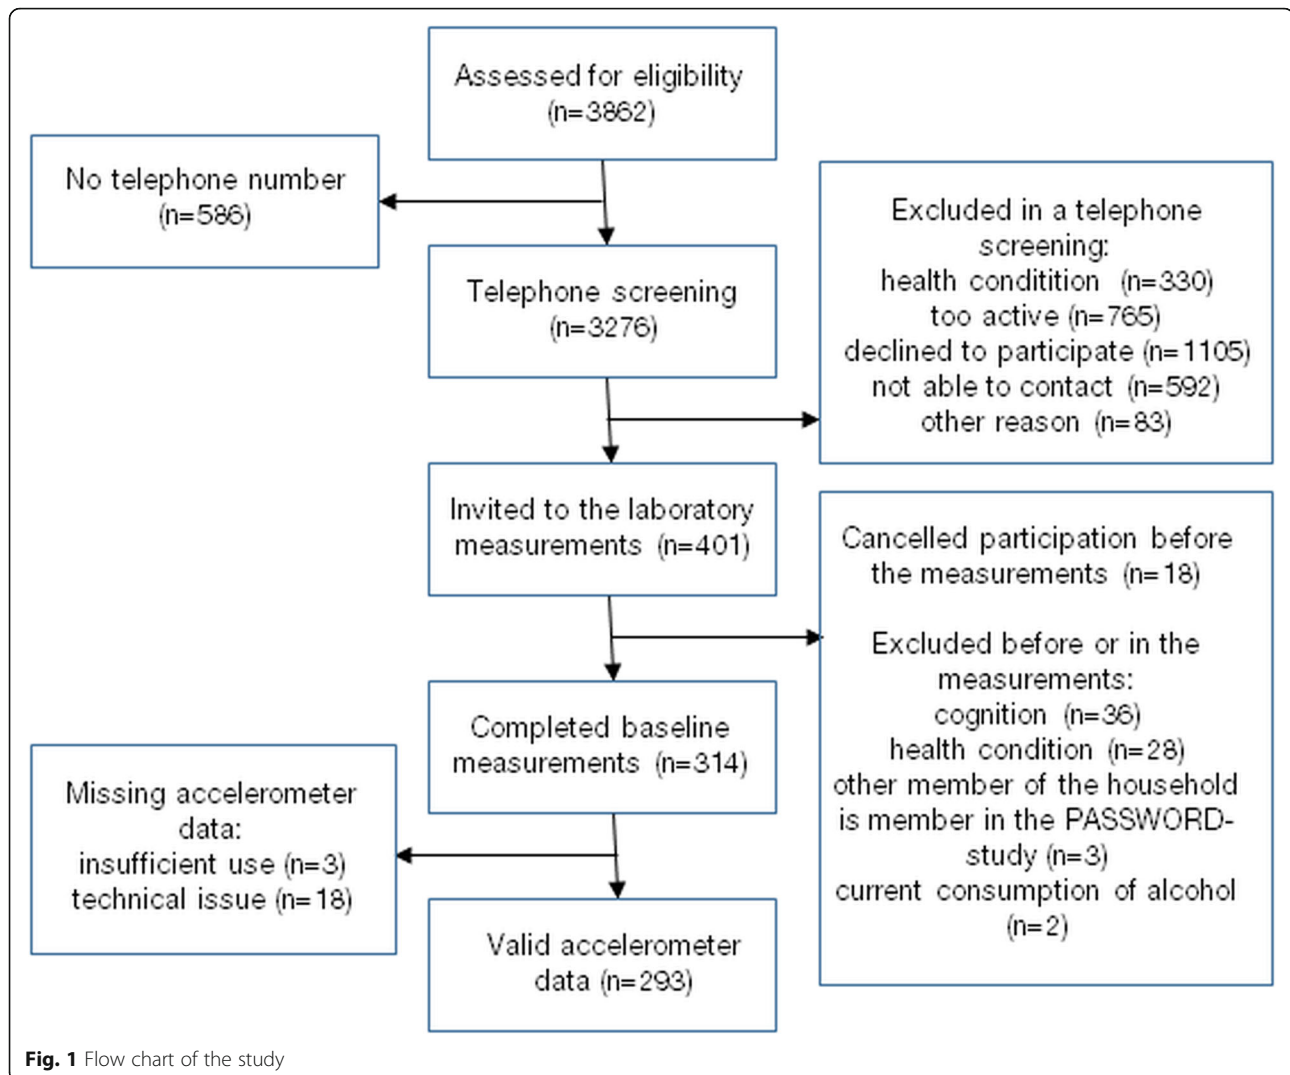 Assessed for eligibility
(n=3862)
No telephone number
(n=586)
Telephone screening
(n=3276)
Excluded in a telephone
screening:
health conditition (n=330)
too active (n=765)
declined to participate (n=1105)
not able to contact (n=592)
other reason (n=83)
Invited to the laboratory
measurements (n=401)
Cancelled participation before
the measurements (n=18)
Excluded before or in the
measurements:
cognition (n=36)
health condition (n=28)
other member of the household
is member in the PASSWORD-
study (n=3)
current consumption of alcohol
(n=2)
Completed baseline
measurements (n=314)
Missing accelerometer
data:
insufficient use (n=3)
technical issue (n=18)
Valid accelerometer
data (n=293)
Fig. 1 Flow chart of the study